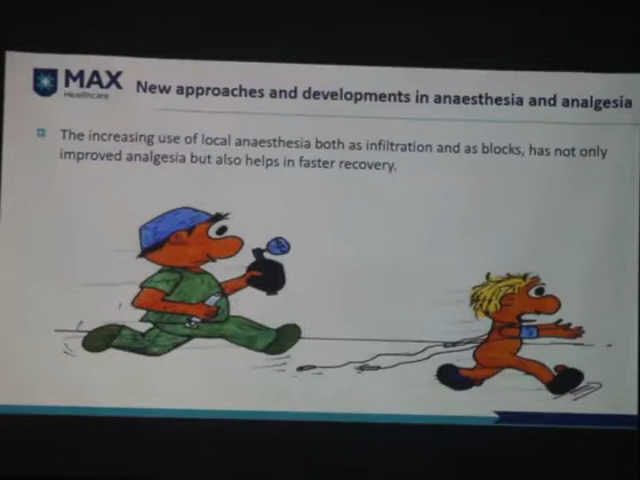 MAX
Healthcare
New approaches and developments in anaesthesia and analgesia
The increasing use of local anaesthesia both as infiltration and as blocks, has not only
improved analgesia but also helps in faster recovery.